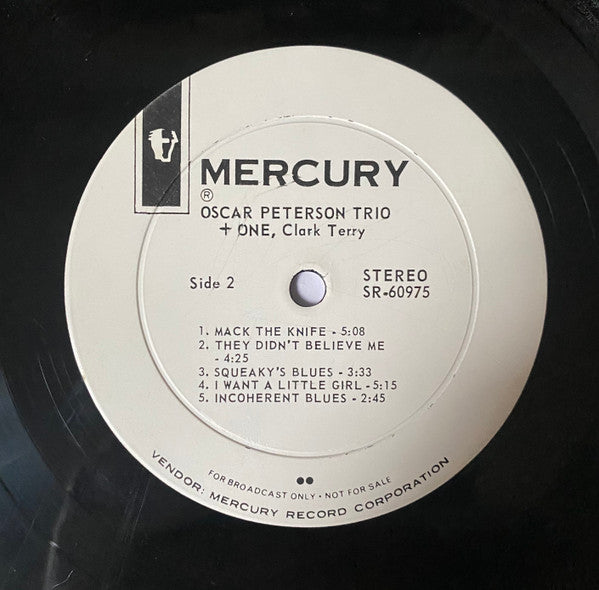 MERCURY
®
OSCAR PETERSON TRIO
+ ONE, Clark Terry
Side 2
STEREO
SR-60975
1. MACK THE KNIFE - 5:08
2. THEY DIDN'T BELIEVE ME
- 4:25
3. SQUEAKY'S BLUES - 3:33
4. I WANT A LITTLE GIRL - 5:15
5. INCOHERENT BLUES - 2:45
FOR BROADCAST ONLY • NOT FOR SALE
VENDOR: MERCURY RECORD CORPORATION